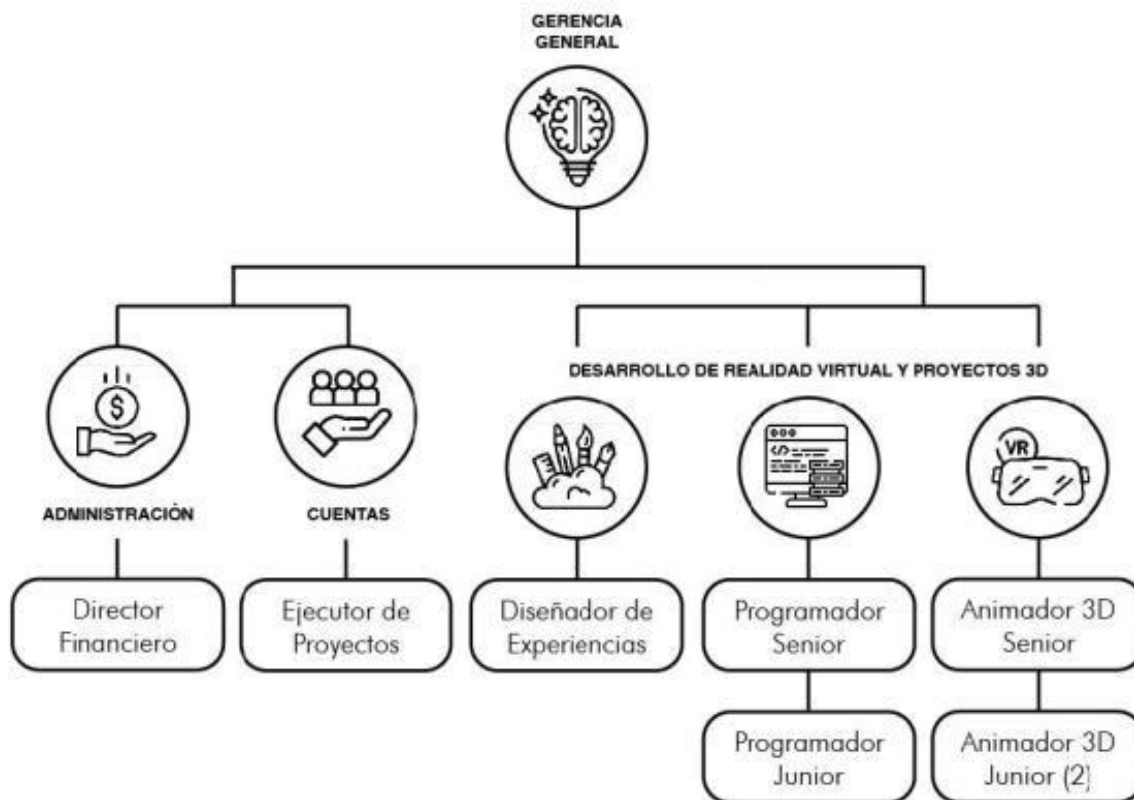 GERENCIA
GENERAL
DESARROLLO DE REALIDAD VIRTUAL Y PROYECTOS 3D
$
</>
VR
ADMINISTRACIÓN
CUENTAS
Director
Financiero
Ejecutor de
Proyectos
Diseñador de
Experiencias
Programador
Senior
Animador 3D
Senior
Programador
Junior
Animador 3D
Junior (2)